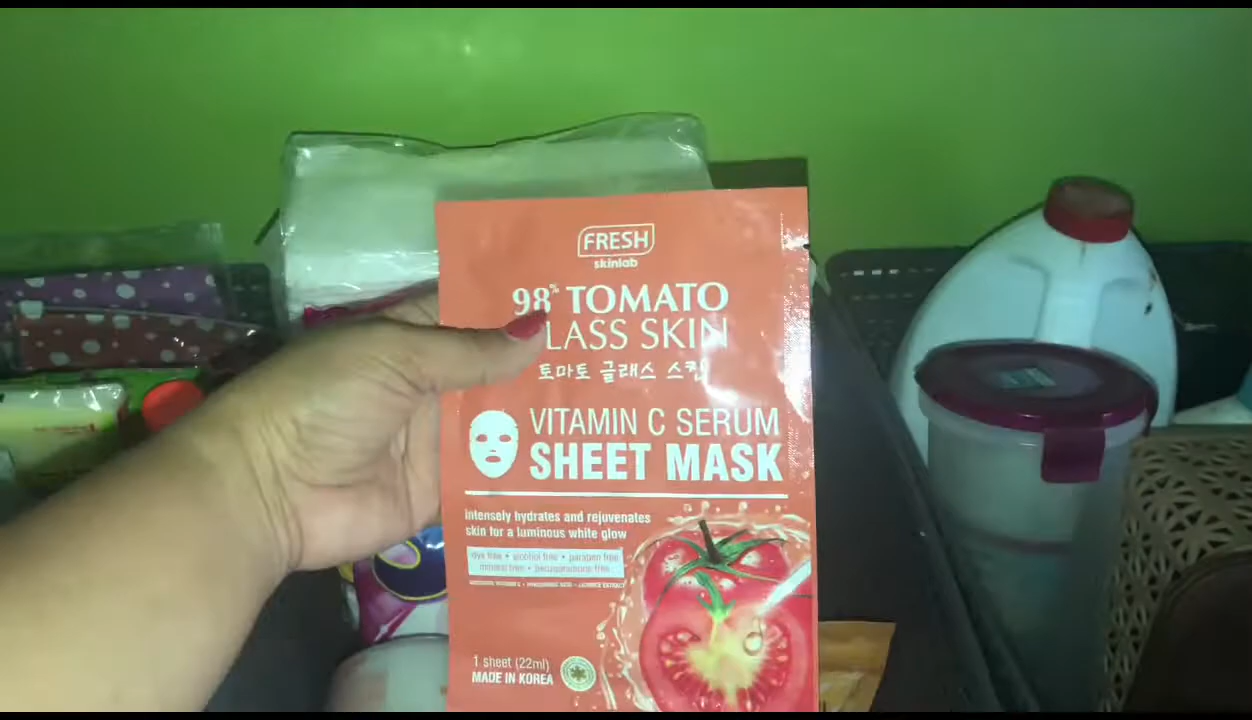 FRESH
skinlab
98% TOMATO
LASS SKIN
토마토 글래스 스킨
VITAMIN C SERUM
SHEET MASK
Intensely hydrates and rejuvenates
skin for a luminous white glow
dye free • alcohol free • paraben free
mineral free • benzophenone free
1 sheet (22ml)
MADE IN KOREA